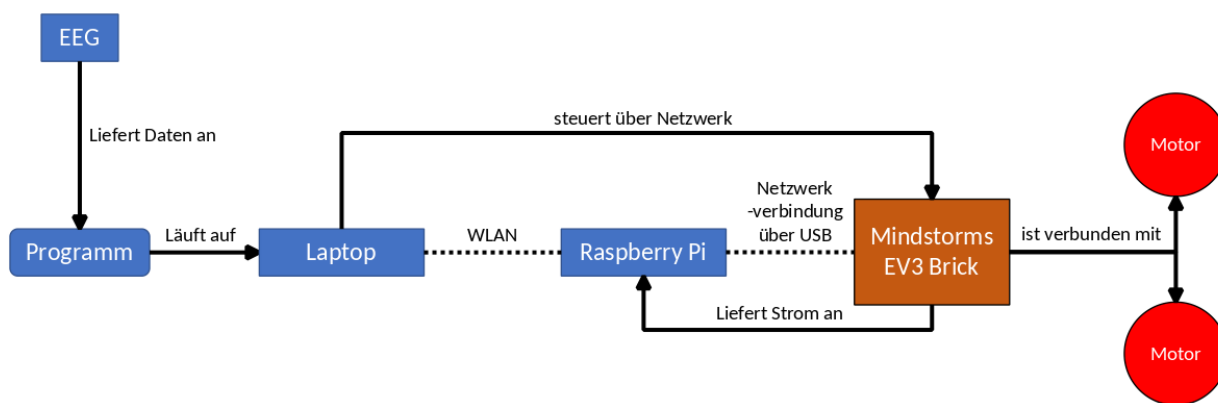 EEG
Liefert Daten an
steuert über Netzwerk
Motor
Programm
Läuft auf
Laptop
WLAN
Raspberry Pi
Netzwerk
-verbindung
über USB
Mindstorms
EV3 Brick
ist verbunden mit
Liefert Strom an
Motor